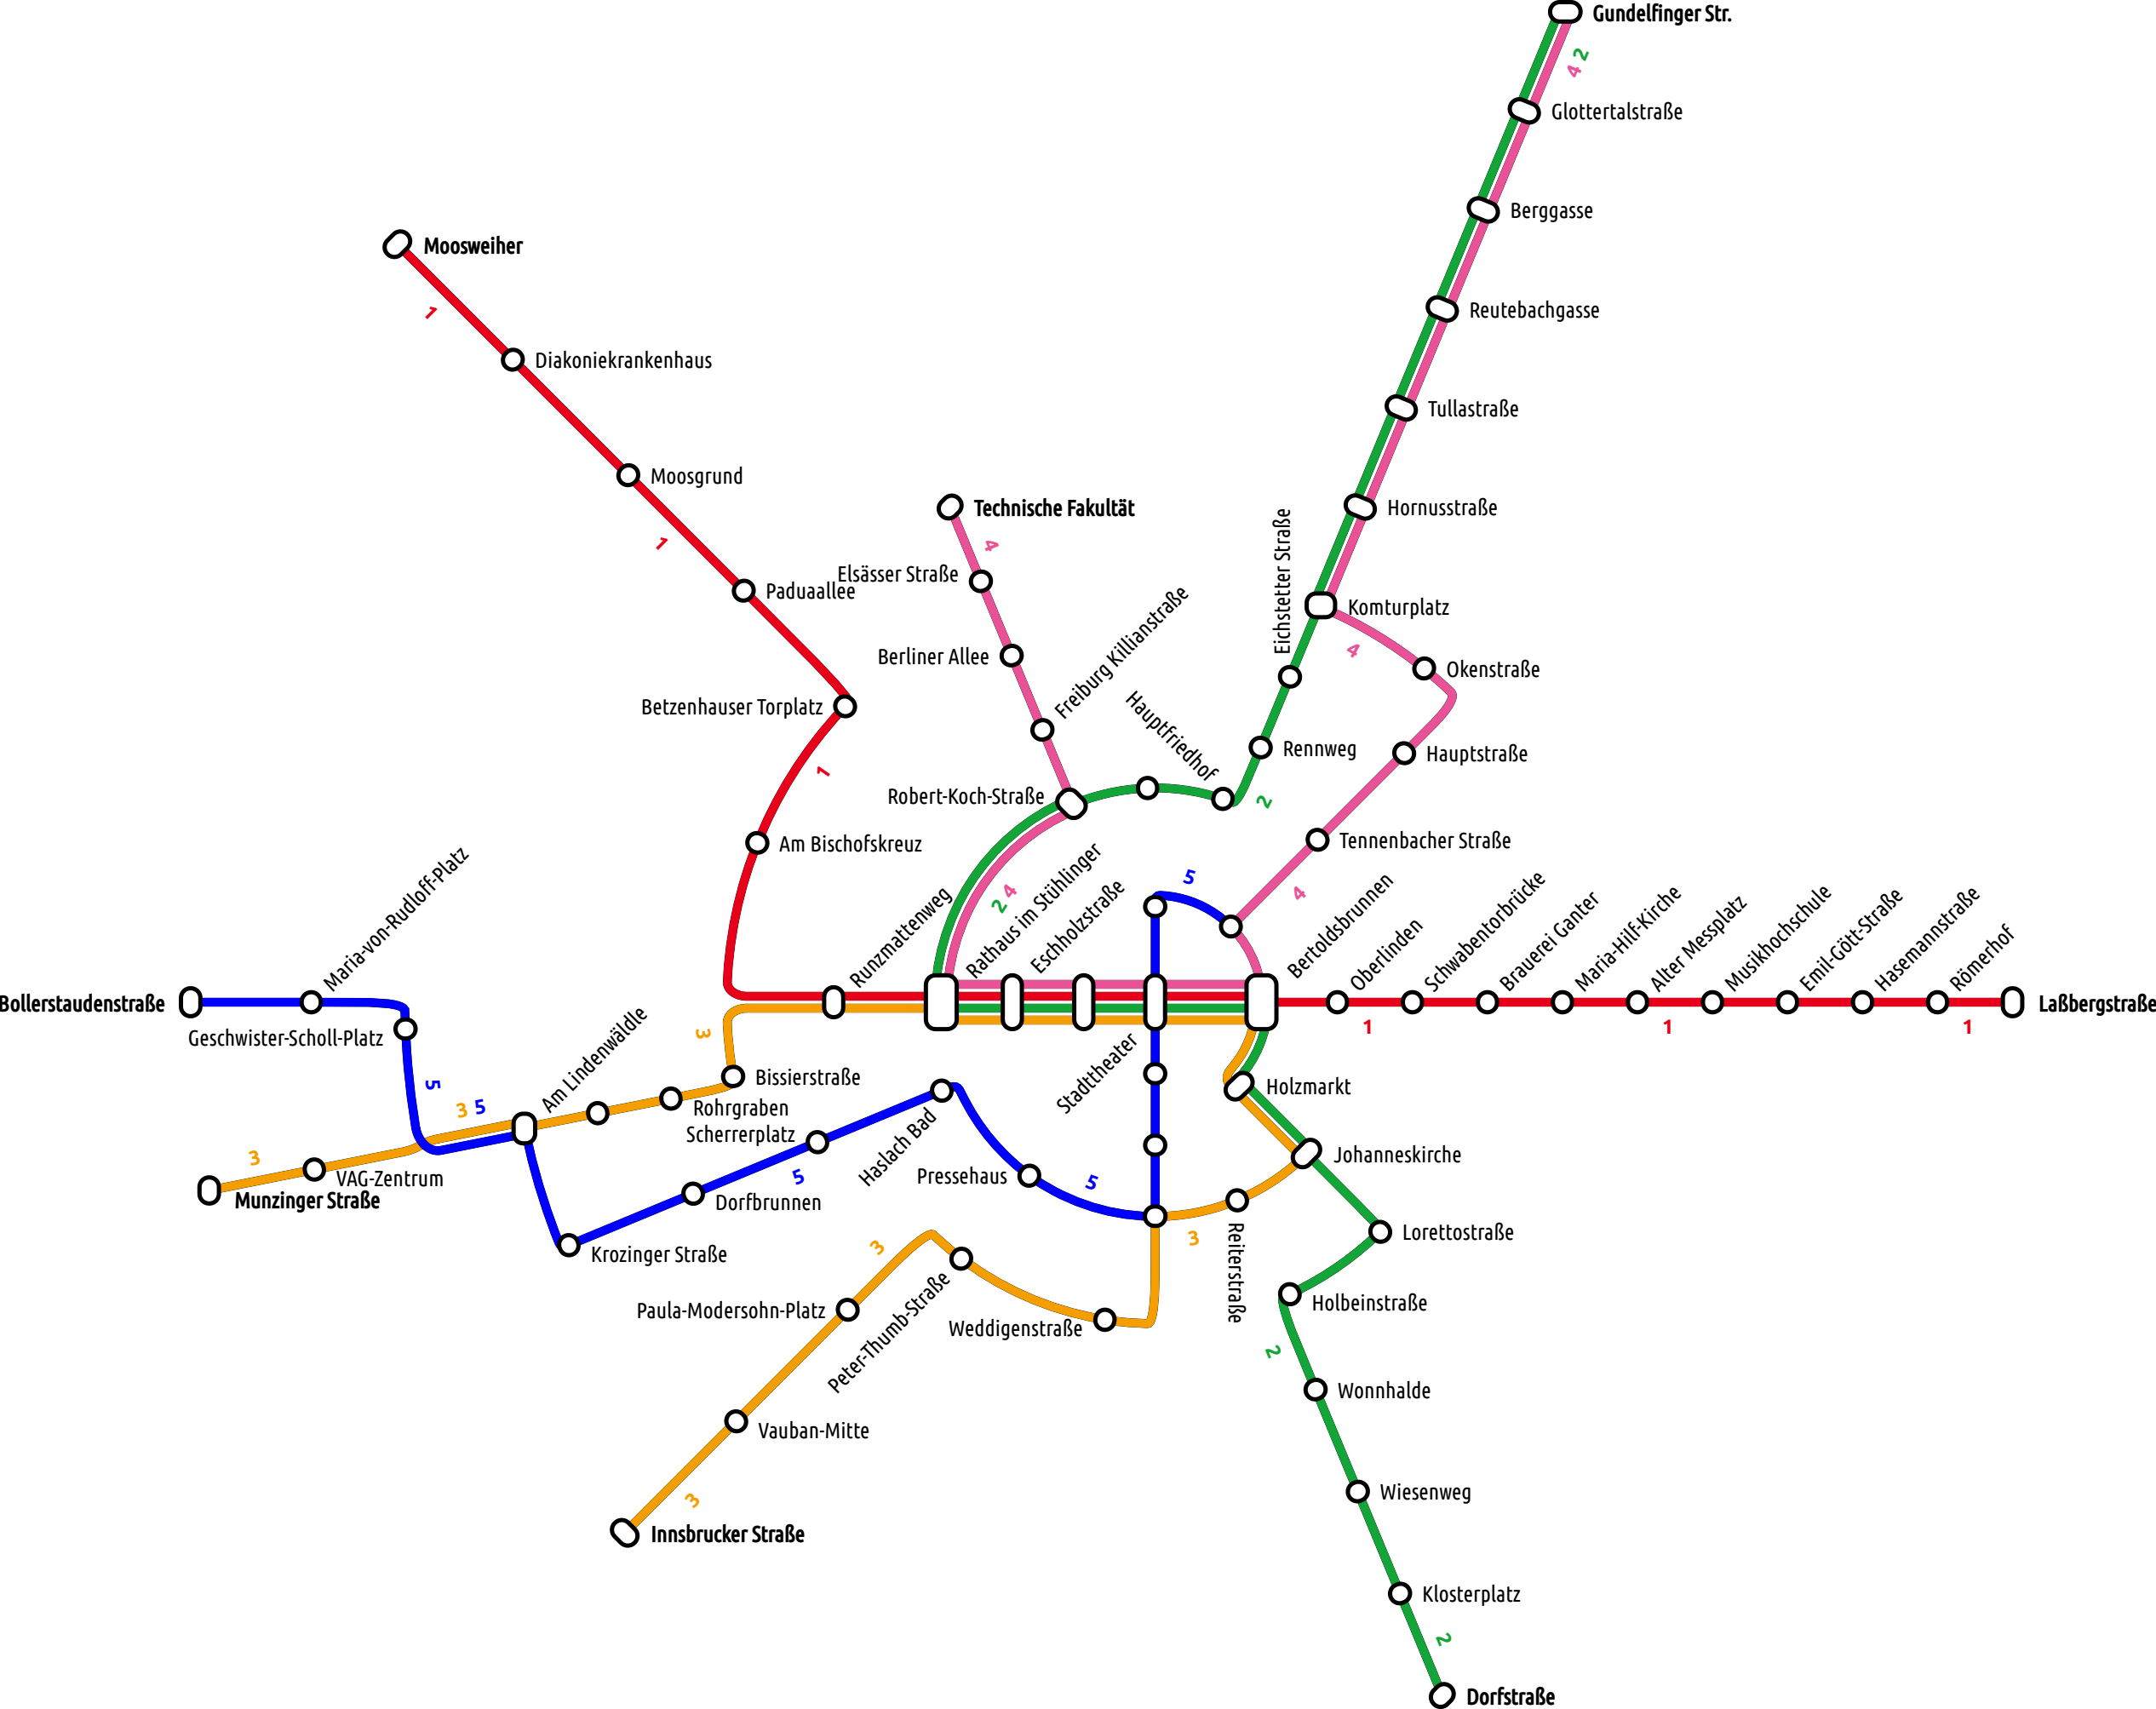 Gundelfinger Str.
2
4
Glottertalstraße
Berggasse
Moosweiher
1
Reutebachgasse
Diakoniekrankenhaus
Tullastraße
Moosgrund
1
Technische Fakultät
4
Hornusstraße
Elsässer Straße
Eichstetter Straße
Paduaallee
Komturplatz
Berliner Allee
Freiburg Killianstraße
4
Okenstraße
Betzenhauser Torplatz
Hauptfriedhof
Rennweg
Hauptstraße
1
Robert-Koch-Straße
2
Am Bischofskreuz
Tennenbacher Straße
Maria-von-Rudloff-Platz
Runzmattenweg
2 4
Rathaus im Stühlinger
Eschholzstraße
5
4
Bertoldsbrunnen
Oberlinden
Schwabentorbrücke
Brauerei Ganter
Maria-Hilf-Kirche
Alter Messplatz
Musikhochschule
Emil-Gött-Straße
Hasemannstraße
Römerhof
Bollerstaudenstraße
Laßbergstraße
1
1
1
Geschwister-Scholl-Platz
3
Am Lindenwäldle
Stadttheater
5
Bissierstraße
Holzmarkt
3 5
Rohrgraben
Scherrerplatz
Haslach Bad
Johanneskirche
3
VAG-Zentrum
5
Pressehaus
5
Munzinger Straße
Dorfbrunnen
Krozinger Straße
3
3
Reiterstraße
Lorettostraße
Paula-Modersohn-Platz
Peter-Thumb-Straße
Weddigenstraße
Holbeinstraße
2
Vauban-Mitte
Wonnhalde
3
Wiesenweg
Innsbrucker Straße
Klosterplatz
2
Dorfstraße